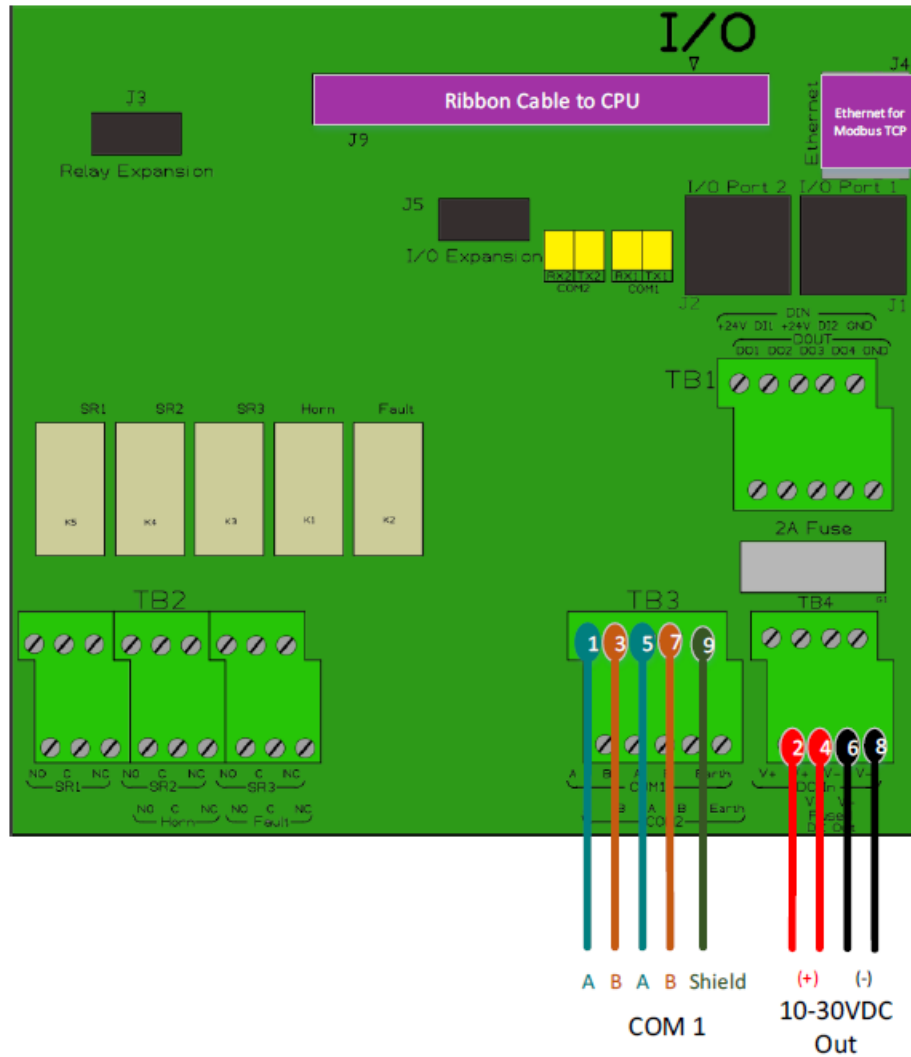 I/O
J4
J3
Ribbon Cable to CPU
Ethernet
Ethernet for
Modbus TCP
J9
Relay Expansion
I/O Port 2 I/O Port 1
J5
I/O Expansion
RX2 TX2 RX1 TX1
COM2 COM1
J2 J1
DIN
+24V DI1 +24V DI2 GND
DOUT
DO1 DO2 DO3 DO4 GND
TB1
SR1 SR2 SR3 Horn Fault
K5 K4 K3 K1 K2
2A Fuse
TB2 TB3 TB4
1 3 5 7 9
2 4 6 8
NO C NC NO C NC NO C NC
SR1 SR2 SR3
A B A Earth
COM1
V+ V+ V- V-
DC In
NO C NC NO C NC
Horn Fault
B A B Earth
A B A B Shield
COM 1
(+) (-)
10-30VDC
Out